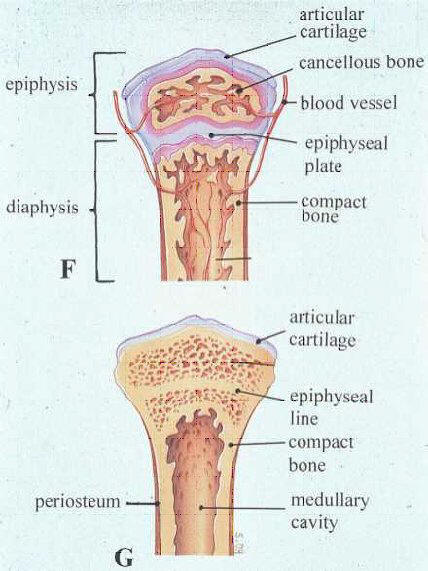 articular
cartilage
cancellous bone
epiphysis
blood vessel
epiphyseal
plate
compact
bone
diaphysis
F
articular
cartilage
epiphyseal
line
compact
bone
periosteum
medullary
cavity
G